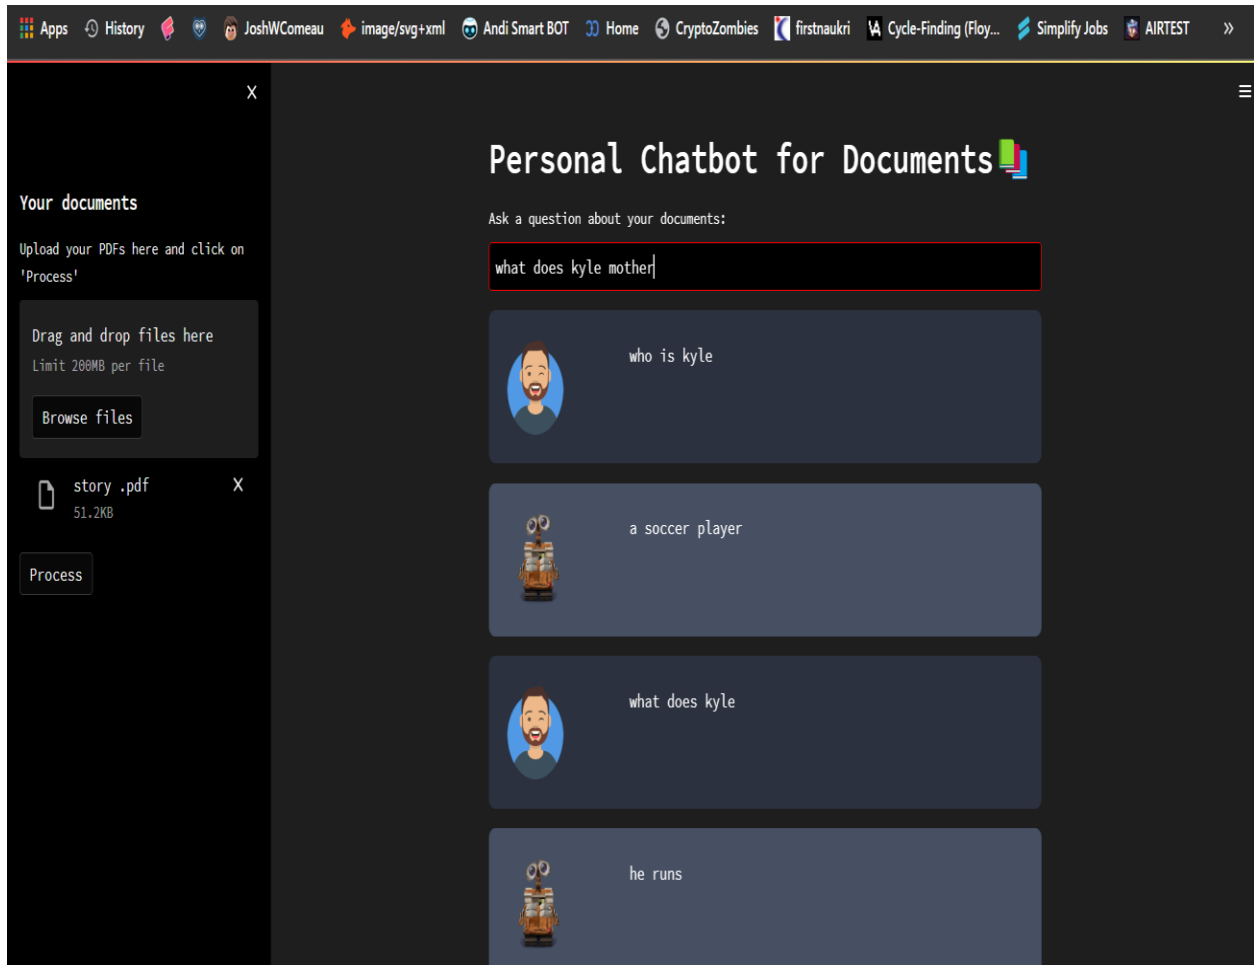 Apps History JoshWComeau image/svg+xml Andi Smart BOT Home CryptoZombies firstnaukri Cycle-Finding (Floy... Simplify Jobs AIRTEST »
X
Your documents
Upload your PDFs here and click on
'Process'
Drag and drop files here
Limit 200MB per file
Browse files
story .pdf X
51.2KB
Process
Personal Chatbot for Documents
Ask a question about your documents:
what does kyle mother
who is kyle
a soccer player
what does kyle
he runs